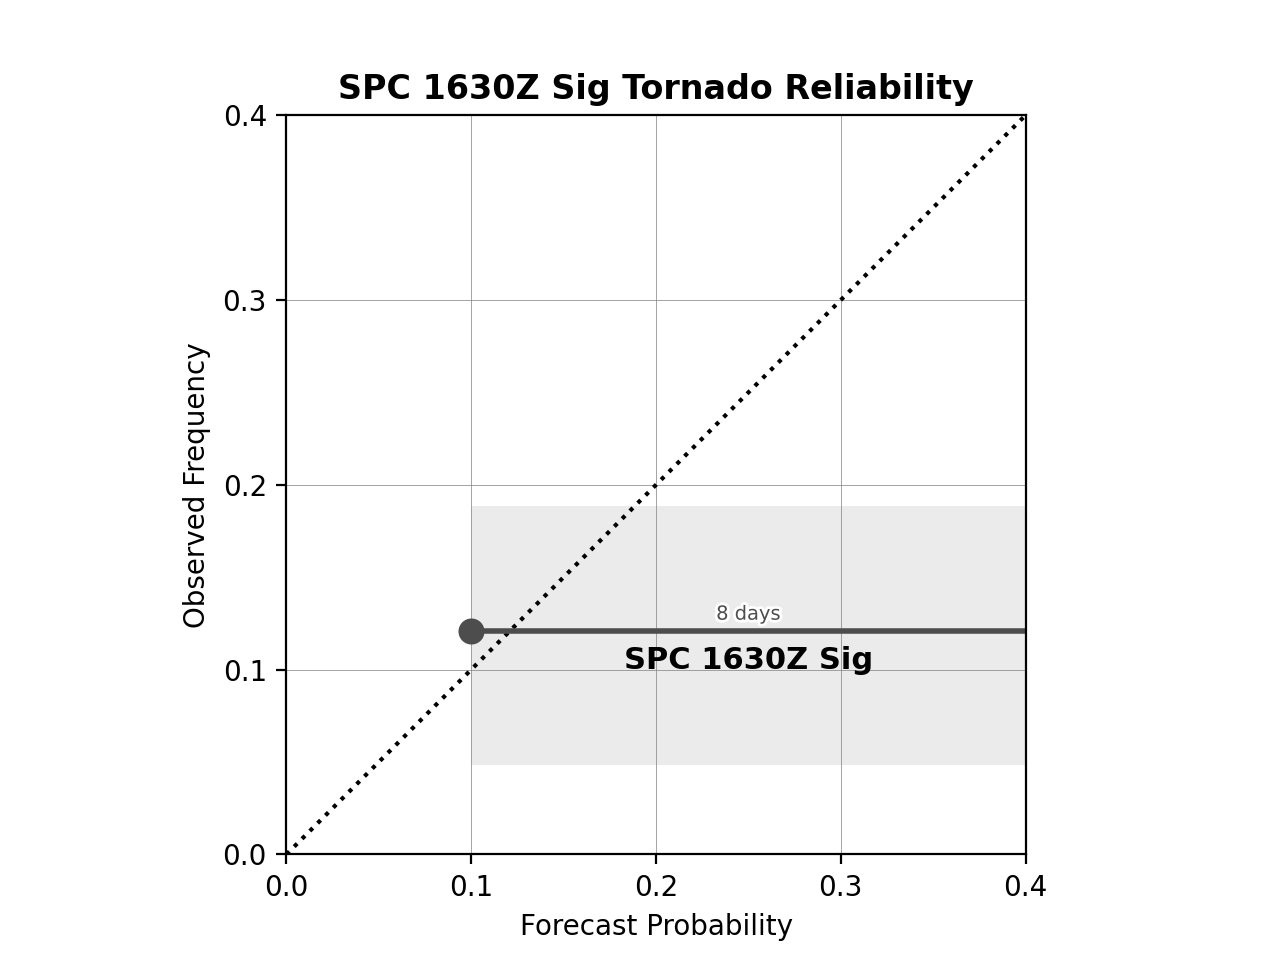 SPC 1630Z Sig Tornado Reliability
0.4
0.3
0.2
0.1
0.0
Observed Frequency
8 days
SPC 1630Z Sig
0.0 0.1 0.2 0.3 0.4
Forecast Probability